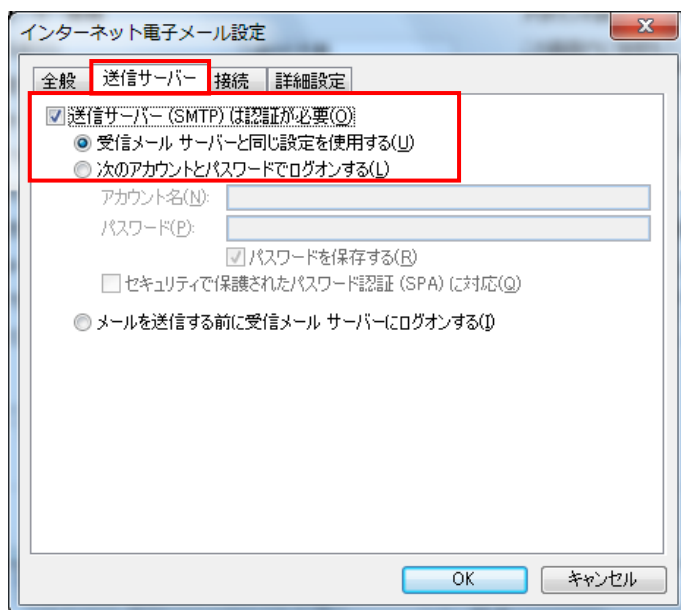 インターネット電子メール設定
全般 送信サーバー 接続 詳細設定
送信サーバー (SMTP) は認証が必要(O)
受信メール サーバーと同じ設定を使用する(U)
次のアカウントとパスワードでログオンする(L)
アカウント名(N):
パスワード(P):
パスワードを保存する(R)
セキュリティで保護されたパスワード認証 (SPA) に対応(Q)
メールを送信する前に受信メール サーバーにログオンする(I)
OK キャンセル